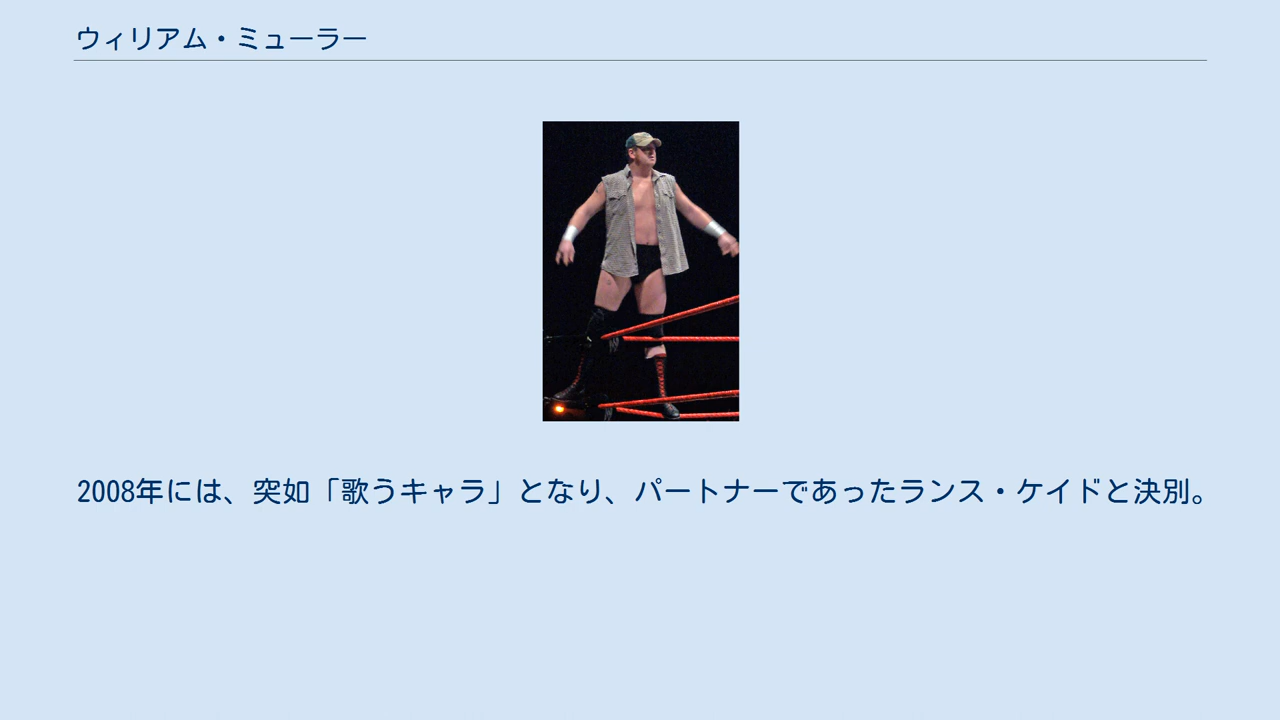 ウィリアム・ミューラー
2008年には、突如「歌うキャラ」となり、パートナーであったランス・ケイドと決別。